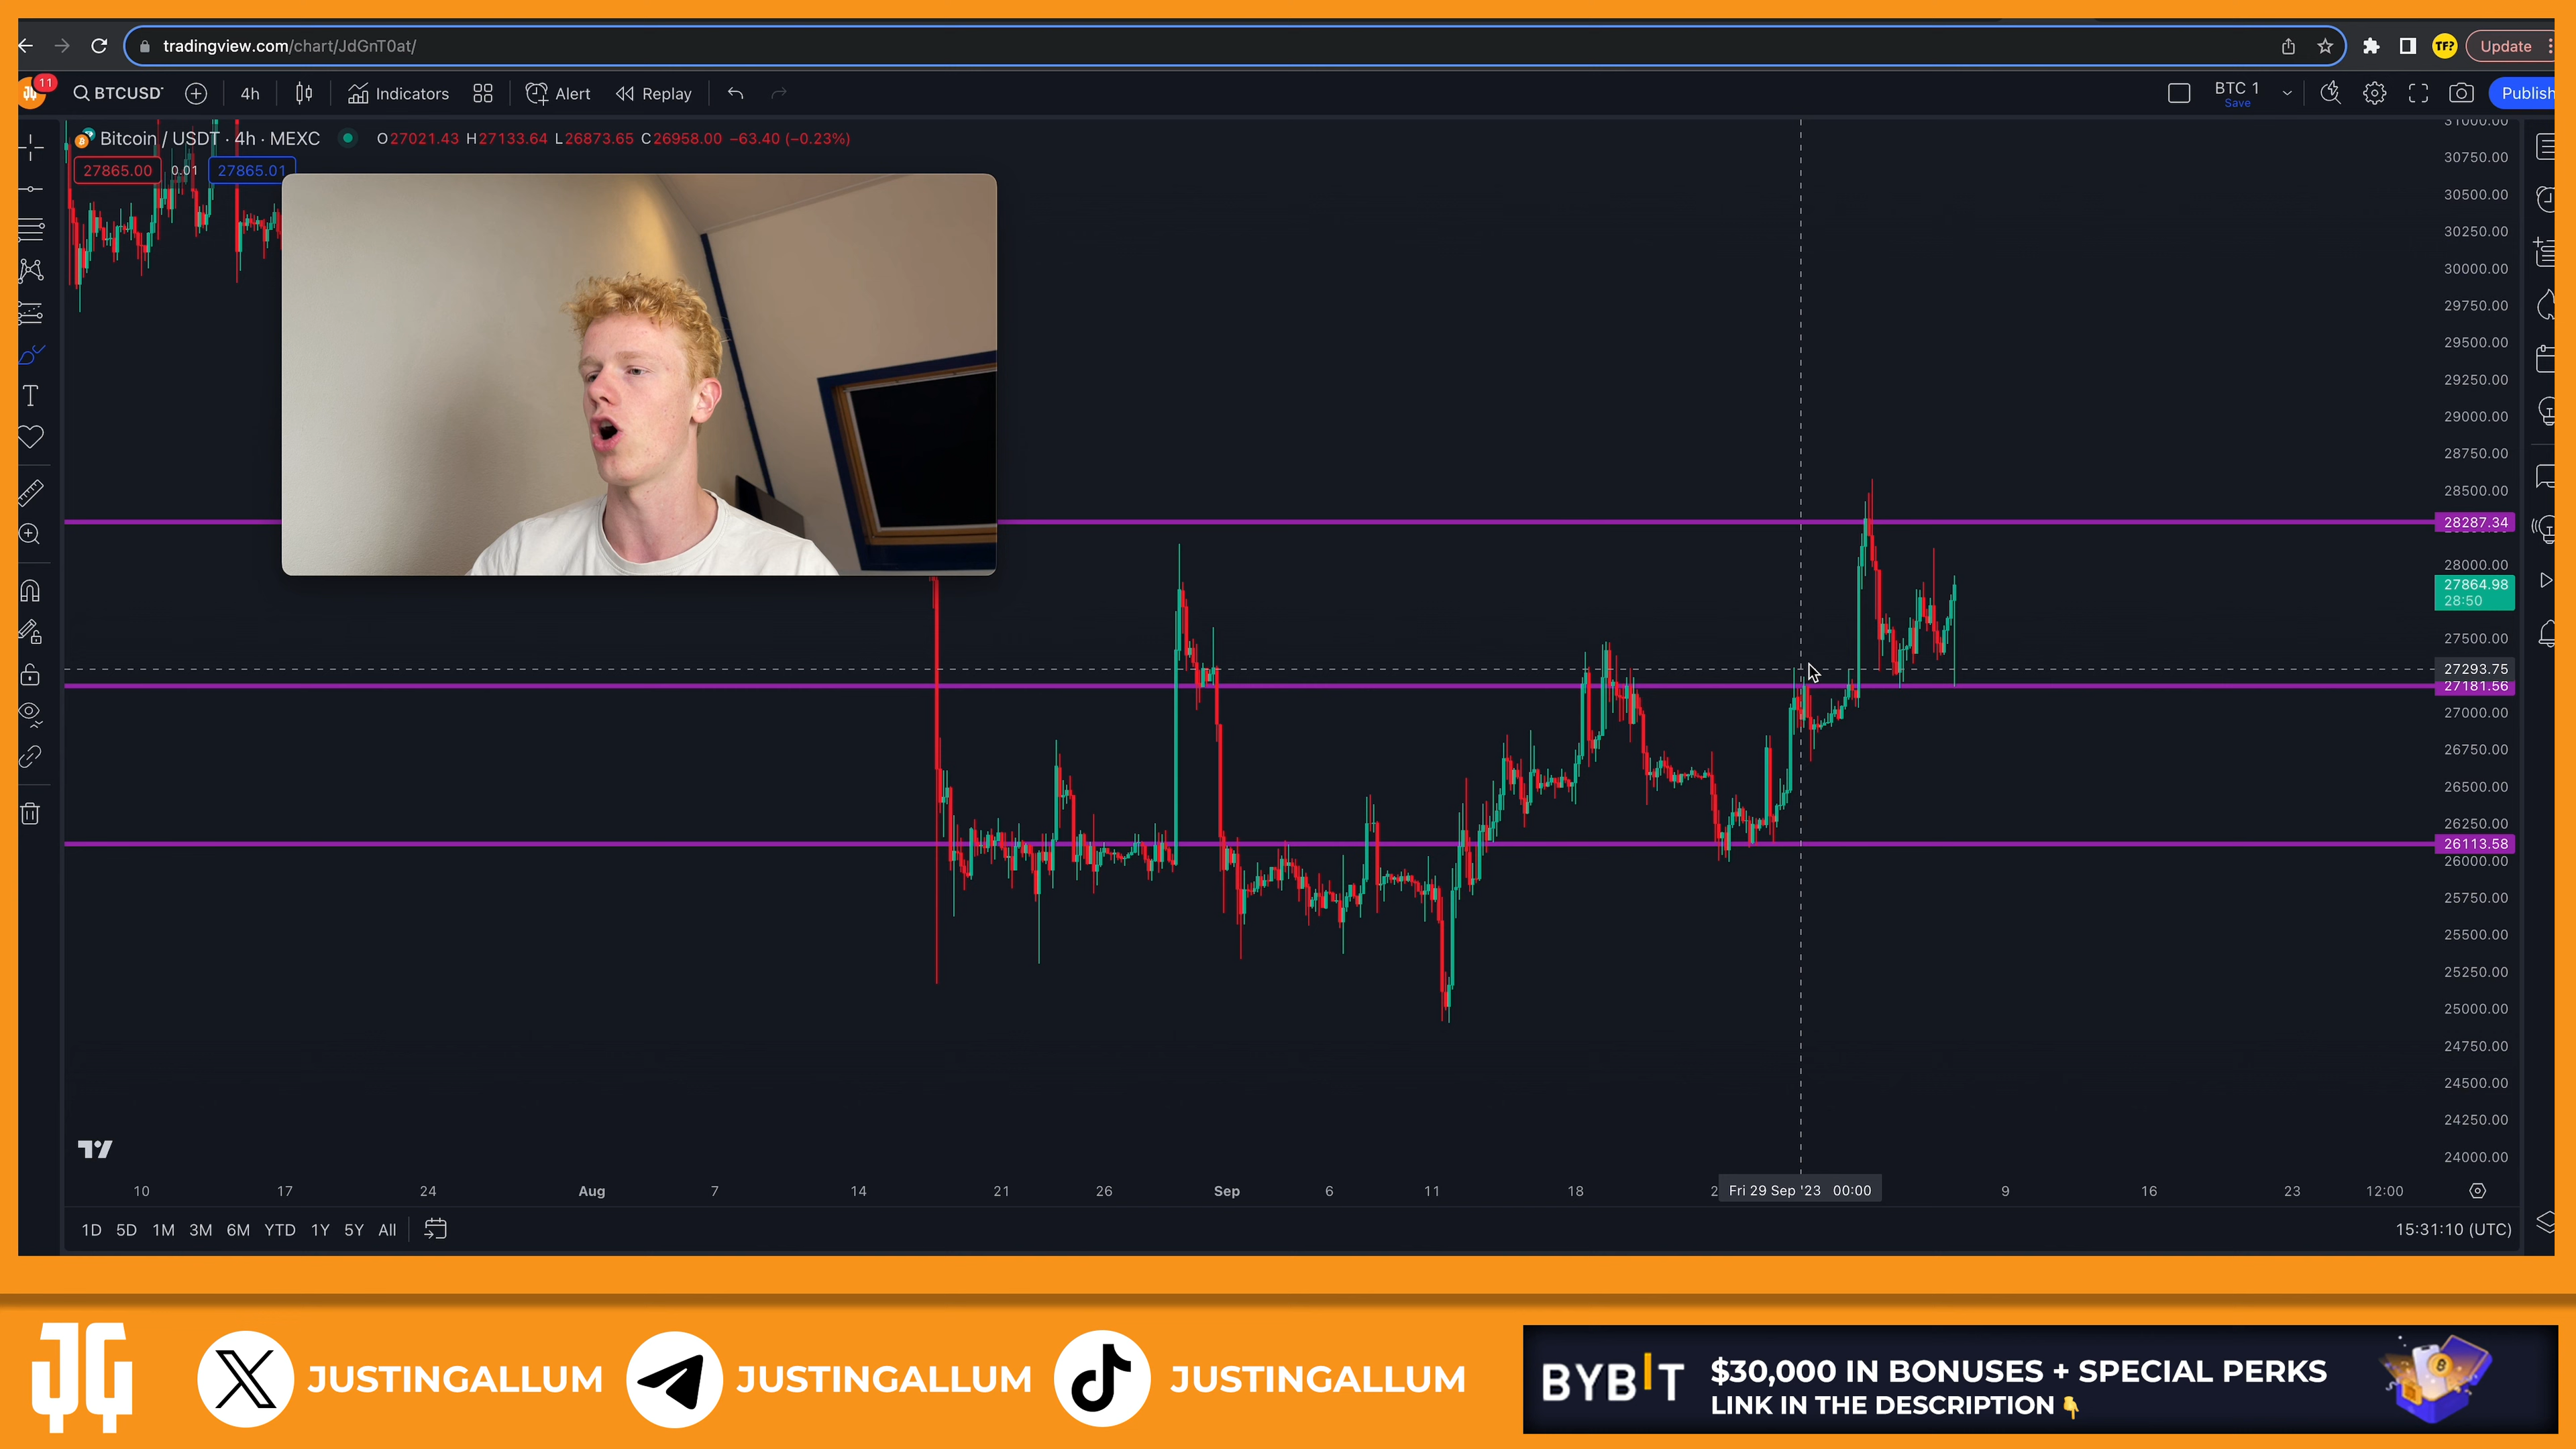 tradingview.com/chart/JdGnT0at/
TF?
Update
11
BTCUSD
4h
Indicators
Alert
Replay
BTC 1
Save
Publish
Bitcoin / USDT · 4h · MEXC
O27021.43 H27133.64 L26873.65 C26958.00 −63.40 (−0.23%)
27865.00
0.01
27865.01
31000.00
30750.00
30500.00
30250.00
30000.00
29750.00
29500.00
29250.00
29000.00
28750.00
28500.00
28287.34
28000.00
27864.98
28:50
27500.00
27293.75
27181.56
27000.00
26750.00
26500.00
26250.00
26113.58
26000.00
25750.00
25500.00
25250.00
25000.00
24750.00
24500.00
24250.00
24000.00
10 17 24 Aug 7 14 21 26 Sep 6 11 18 2 Fri 29 Sep '23 00:00 9 16 23 12:00
1D 5D 1M 3M 6M YTD 1Y 5Y All
15:31:10 (UTC)
JG
JUSTINGALLUM
JUSTINGALLUM
JUSTINGALLUM
BYBIT
$30,000 IN BONUSES + SPECIAL PERKS
LINK IN THE DESCRIPTION